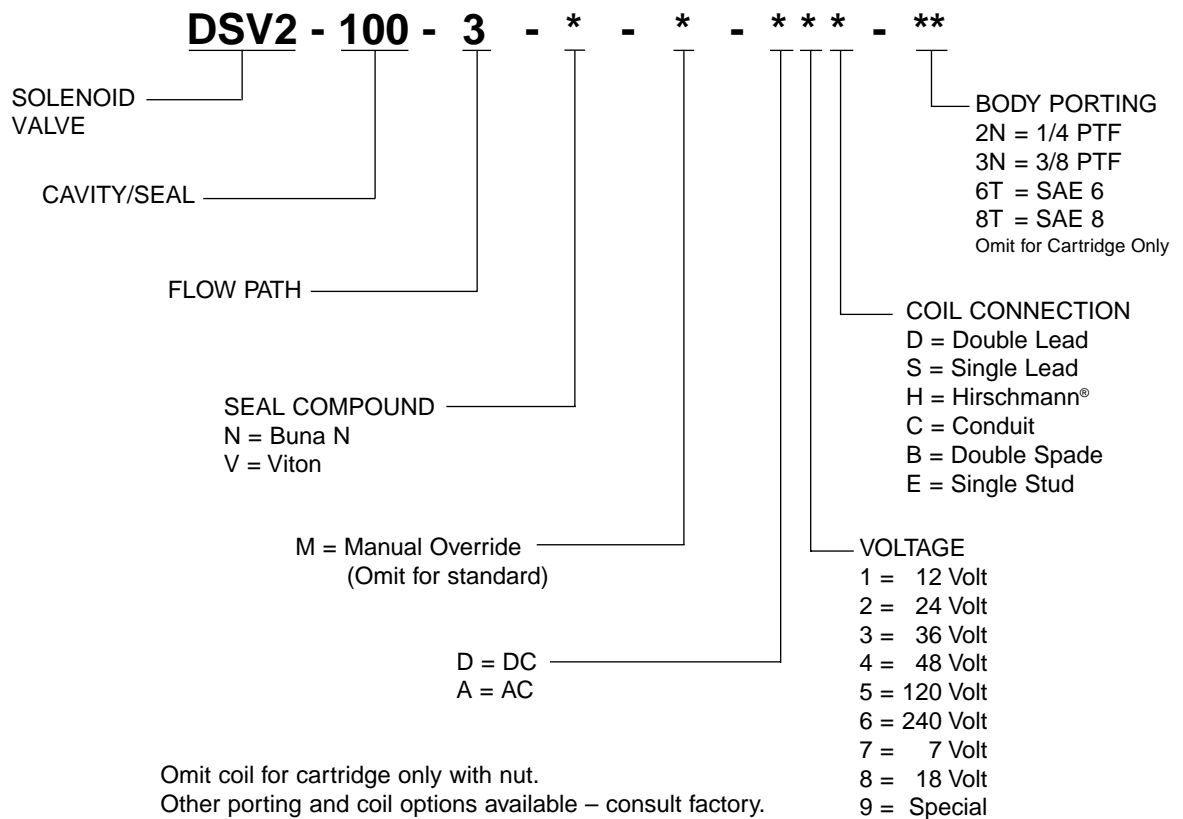 DSV2 - 100 - 3 - * - * - * * * - **
SOLENOID
VALVE
CAVITY/SEAL
FLOW PATH
SEAL COMPOUND
N = Buna N
V = Viton
M = Manual Override
(Omit for standard)
D = DC
A = AC
BODY PORTING
2N = 1/4 PTF
3N = 3/8 PTF
6T = SAE 6
8T = SAE 8
Omit for Cartridge Only
COIL CONNECTION
D = Double Lead
S = Single Lead
H = Hirschmann®
C = Conduit
B = Double Spade
E = Single Stud
VOLTAGE
1 = 12 Volt
2 = 24 Volt
3 = 36 Volt
4 = 48 Volt
5 = 120 Volt
6 = 240 Volt
7 = 7 Volt
8 = 18 Volt
9 = Special
Omit coil for cartridge only with nut.
Other porting and coil options available – consult factory.